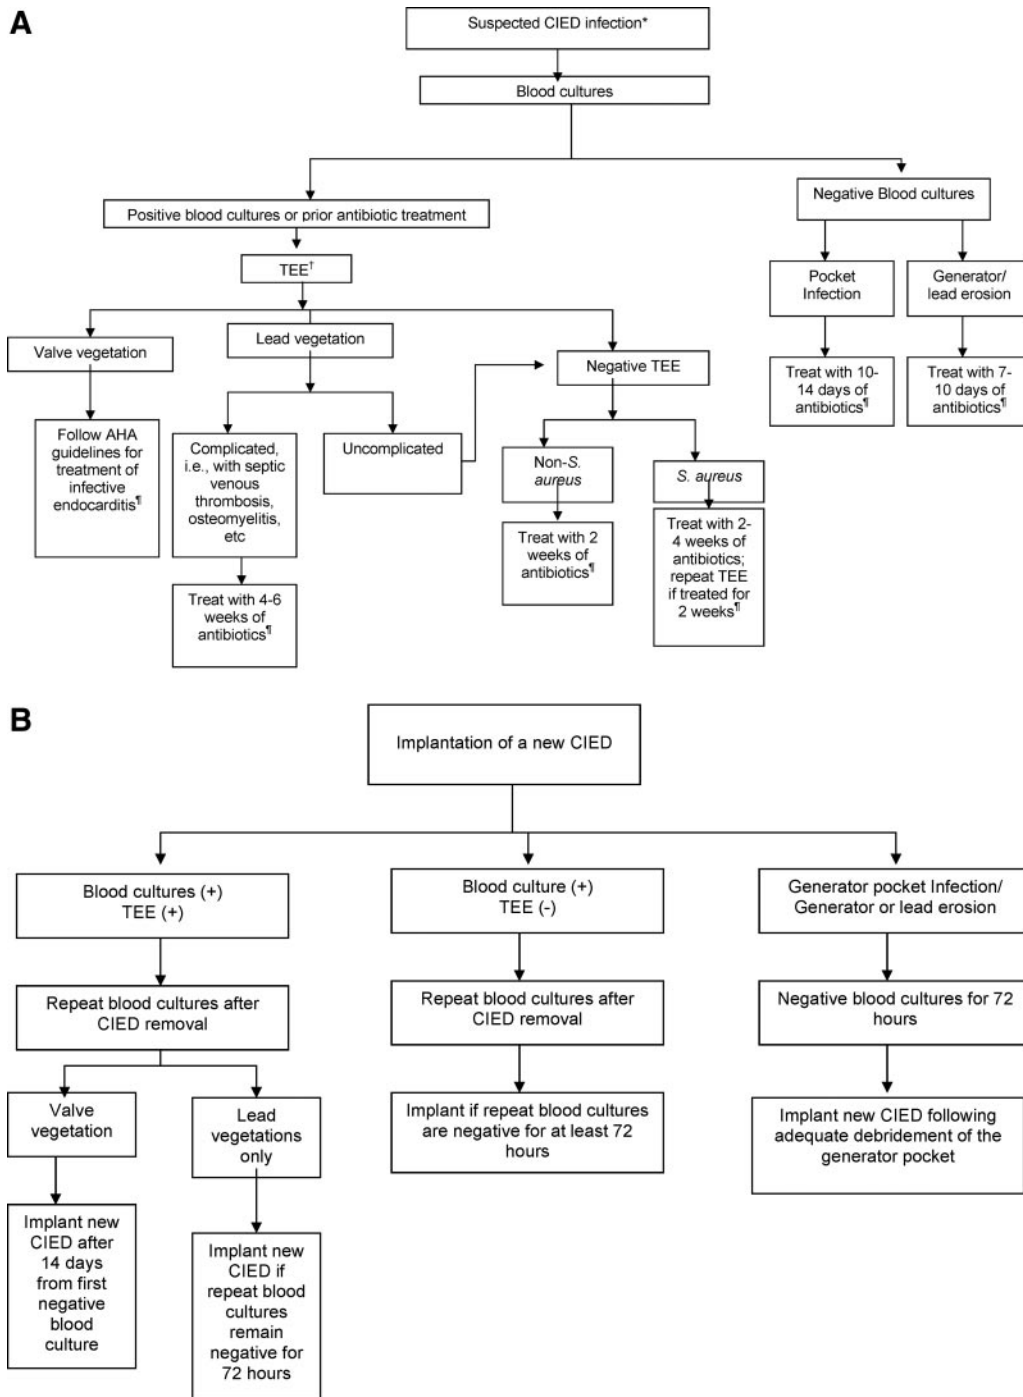 A
Suspected CIED infection*
Blood cultures
Positive blood cultures or prior antibiotic treatment
Negative Blood cultures
TEE†
Pocket
Infection
Generator/
lead erosion
Valve vegetation
Lead vegetation
Negative TEE
Treat with 10-
14 days of
antibiotics¶
Treat with 7-
10 days of
antibiotics¶
Follow AHA
guidelines for
treatment of
infective
endocarditis¶
Complicated,
i.e., with septic
venous
thrombosis,
osteomyelitis,
etc
Uncomplicated
Non-S.
aureus
S. aureus
Treat with 4-6
weeks of
antibiotics¶
Treat with 2
weeks of
antibiotics¶
Treat with 2-
4 weeks of
antibiotics;
repeat TEE
if treated for
2 weeks¶
B
Implantation of a new CIED
Blood cultures (+)
TEE (+)
Blood culture (+)
TEE (-)
Generator pocket Infection/
Generator or lead erosion
Repeat blood cultures after
CIED removal
Repeat blood cultures after
CIED removal
Negative blood cultures for 72
hours
Valve
vegetation
Lead
vegetations
only
Implant if repeat blood cultures
are negative for at least 72
hours
Implant new CIED following
adequate debridement of the
generator pocket
Implant new
CIED after
14 days
from first
negative
blood
culture
Implant new
CIED if
repeat blood
cultures
remain
negative for
72 hours